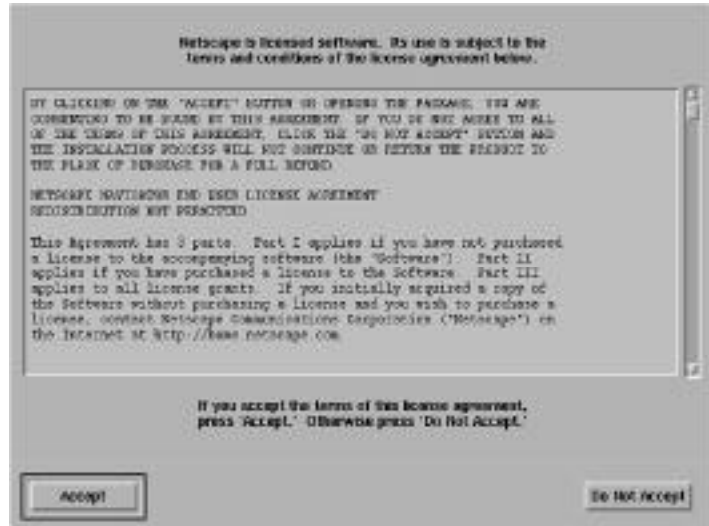 Netscape is licensed software. Its use is subject to the
terms and conditions of the license agreement below.
BY CLICKING ON THE "ACCEPT" BUTTON OR OPENING THE PACKAGE, YOU ARE
CONSENTING TO BE BOUND BY THIS AGREEMENT. IF YOU DO NOT AGREE TO ALL
OF THE TERMS OF THIS AGREEMENT, CLICK THE "DO NOT ACCEPT" BUTTON AND
THE INSTALLATION PROCESS WILL NOT CONTINUE OR RETURN THE PRODUCT TO
THE PLACE OF PURCHASE FOR A FULL REFUND.
NETSCAPE NAVIGATOR END USER LICENSE AGREEMENT
REDISTRIBUTION NOT PERMITTED
This Agreement has 3 parts. Part I applies if you have not purchased
a license to the accompanying software (the "Software"). Part II
applies if you have purchased a license to the Software. Part III
applies to all license grants. If you initially acquired a copy of
the Software without purchasing a license and you wish to purchase a
license, contact Netscape Communications Corporation ("Netscape") on
the Internet at http://home.netscape.com
If you accept the terms of this license agreement,
press 'Accept.' Otherwise press 'Do Not Accept.'
Accept
Do Not Accept